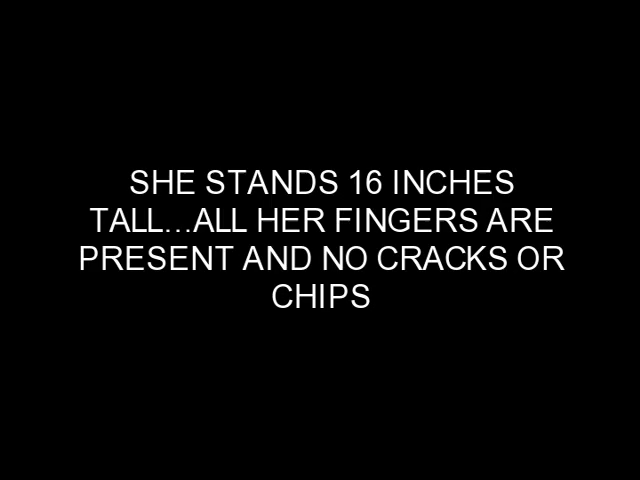 SHE STANDS 16 INCHES
TALL...ALL HER FINGERS ARE
PRESENT AND NO CRACKS OR
CHIPS